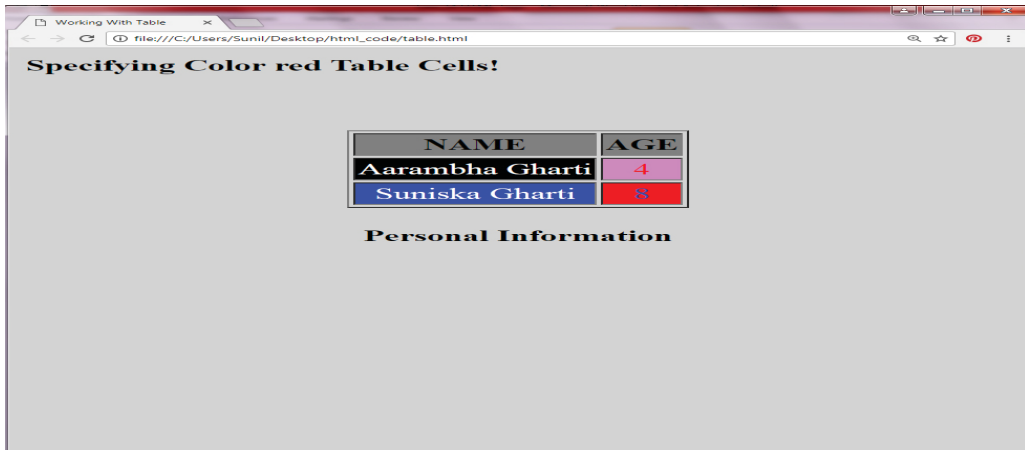 Working With Table
file:///C:/Users/Sunil/Desktop/html_code/table.html
Specifying Color red Table Cells!
NAME AGE
Aarambha Gharti 4
Suniska Gharti 8
Personal Information